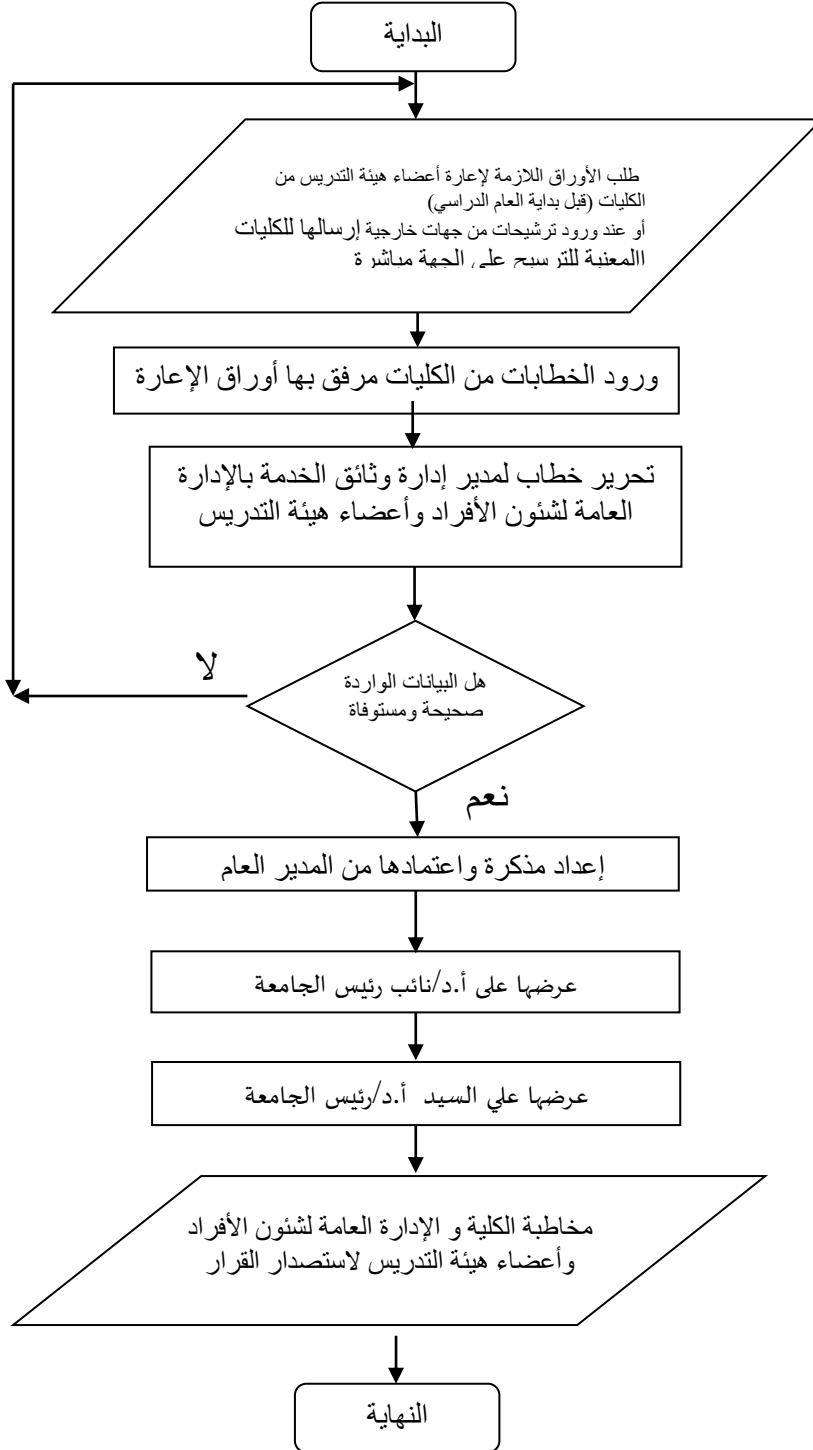 البداية
طلب الأوراق اللازمة لإعارة أعضاء هيئة التدريس من
الكليات (قبل بداية العام الدراسي)
أو عند ورود ترشيحات من جهات خارجية إرسالها للكليات
االمعنية للترسيح على الجهة مباشرة
ورود الخطابات من الكليات مرفق بها أوراق الإعارة
تحرير خطاب لمدير إدارة وثائق الخدمة بالإدارة
العامة لشئون الأفراد وأعضاء هيئة التدريس
هل البيانات الواردة
صحيحة ومستوفاة
لا
نعم
إعداد مذكرة واعتمادها من المدير العام
عرضها على أ.د/نائب رئيس الجامعة
عرضها علي السيد أ.د/رئيس الجامعة
مخاطبة الكلية و الإدارة العامة لشئون الأفراد
وأعضاء هيئة التدريس لاستصدار القرار
النهاية